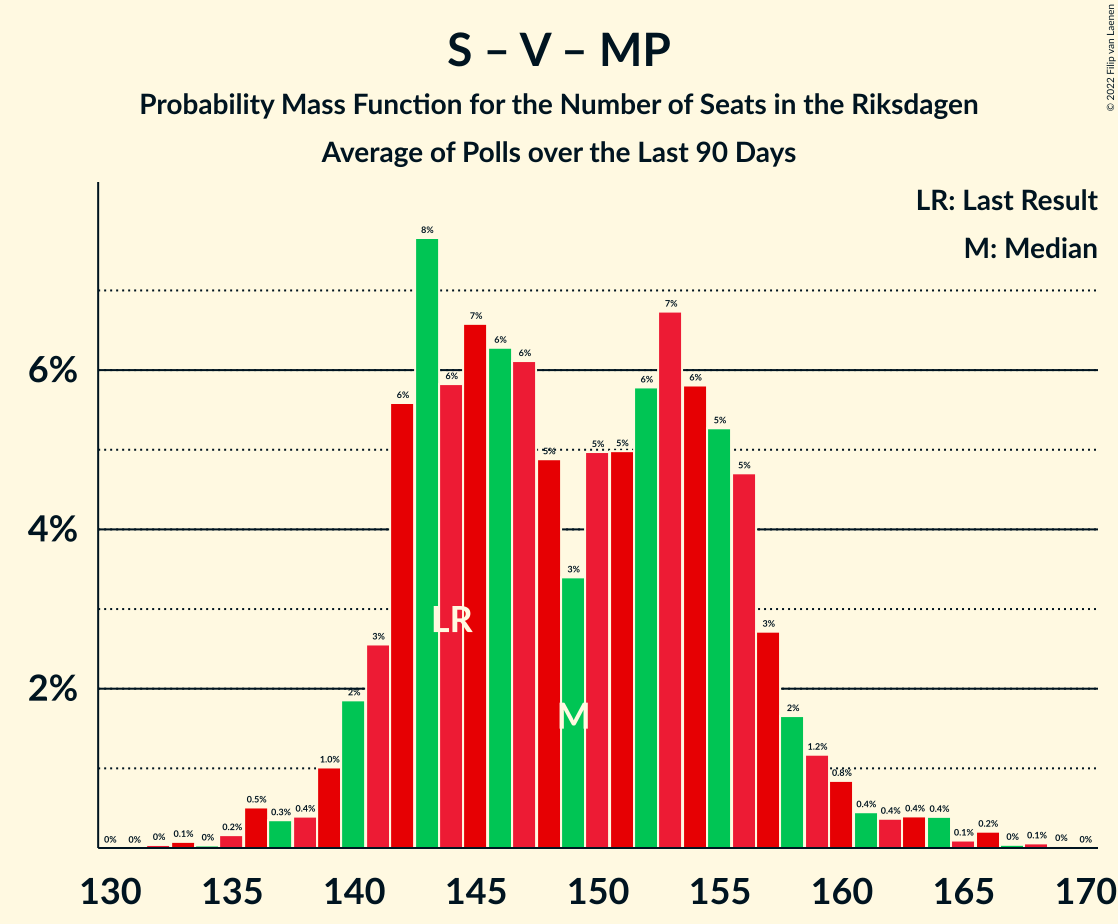 S – V – MP
Probability Mass Function for the Number of Seats in the Riksdagen
Average of Polls over the Last 90 Days
© 2022 Filip van Laenen
LR: Last Result
M: Median
6%
4%
2%
0% 0% 0% 0.1% 0% 0.2% 0.5% 0.3% 0.4% 1.0% 2% 3% 6% 8% 6% 7% 6% 6% 5% 3% 5% 5% 6% 7% 6% 5% 5% 3% 2% 1.2% 0.8% 0.4% 0.4% 0.4% 0.4% 0.1% 0.2% 0% 0.1% 0% 0%
LR
M
130 135 140 145 150 155 160 165 170